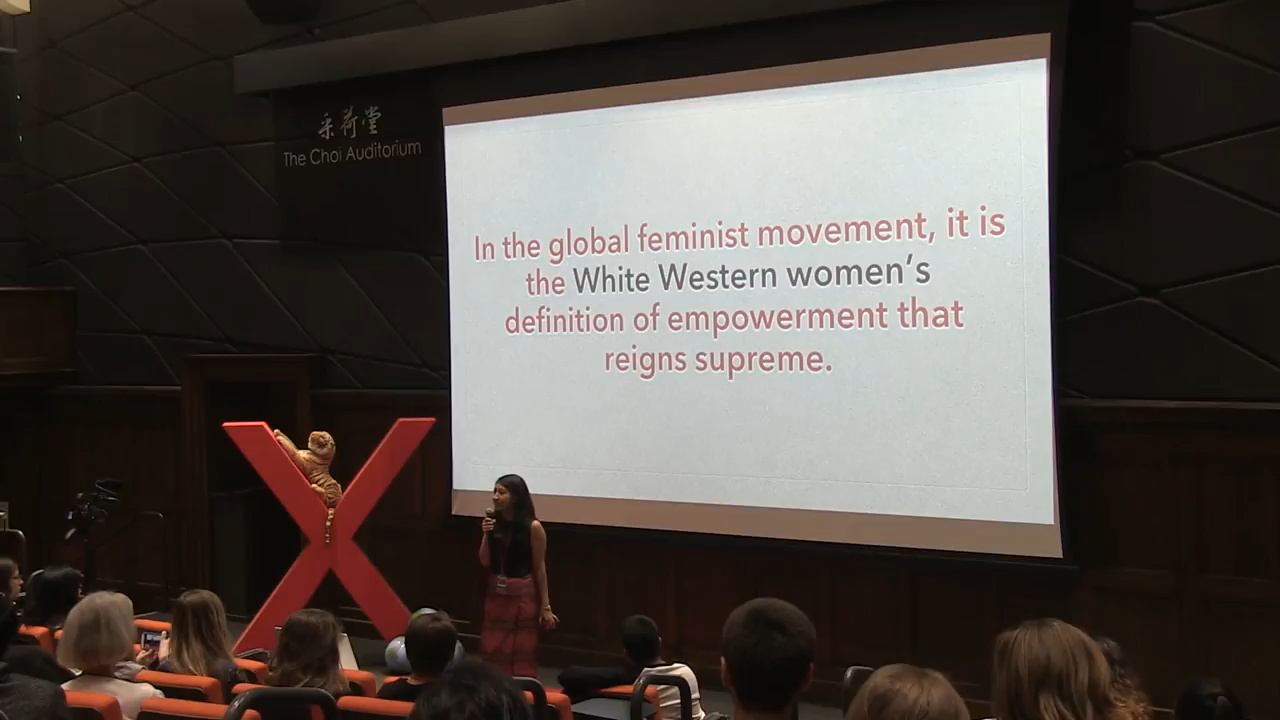 采荷堂
The Choi Auditorium
In the global feminist movement, it is
the White Western women's
definition of empowerment that
reigns supreme.
X